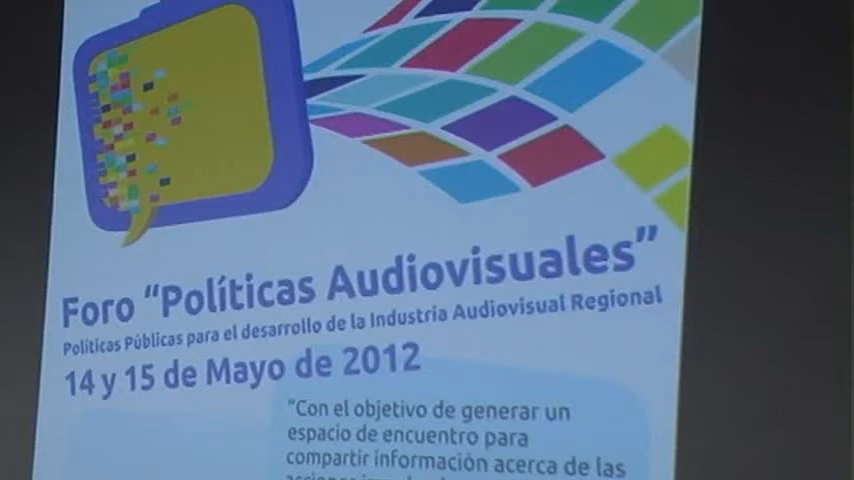 Foro “Políticas Audiovisuales”
Políticas Públicas para el desarrollo de la Industria Audiovisual Regional
14 y 15 de Mayo de 2012
“Con el objetivo de generar un
espacio de encuentro para
compartir información acerca de las